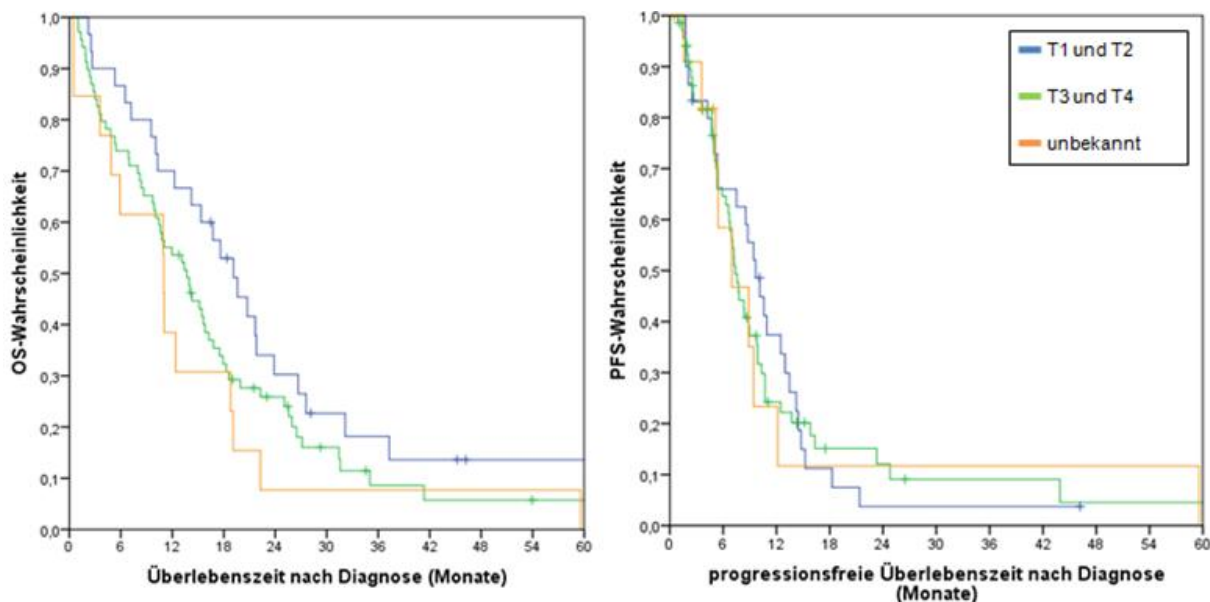 OS-Wahrscheinlichkeit
1,0
0,9
0,8
0,7
0,6
0,5
0,4
0,3
0,2
0,1
0,0
0 6 12 18 24 30 36 42 48 54 60
Überlebenszeit nach Diagnose (Monate)
PFS-Wahrscheinlichkeit
1,0
0,9
0,8
0,7
0,6
0,5
0,4
0,3
0,2
0,1
0,0
0 6 12 18 24 30 36 42 48 54 60
progressionsfreie Überlebenszeit nach Diagnose
(Monate)
T1 und T2
T3 und T4
unbekannt